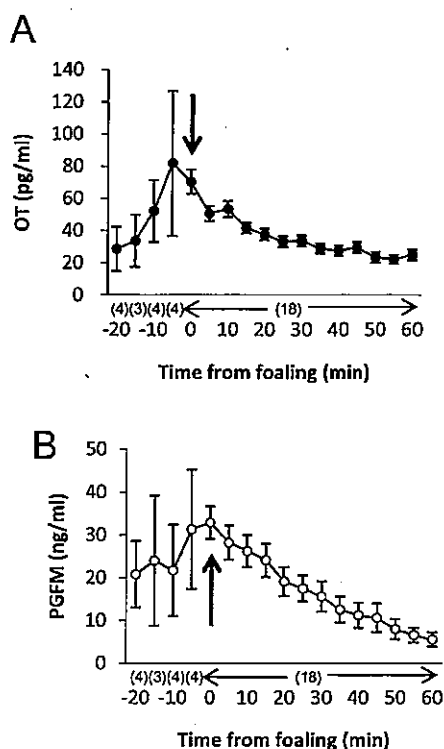 A
140
120
100
80
60
40
20
0
OT (pg/ml)
(4)(3)(4)(4) (18)
-20 -10 0 10 20 30 40 50 60
Time from foaling (min)
B
50
40
30
20
10
0
PGFM (ng/ml)
(4)(3)(4)(4) (18)
-20 -10 0 10 20 30 40 50 60
Time from foaling (min)